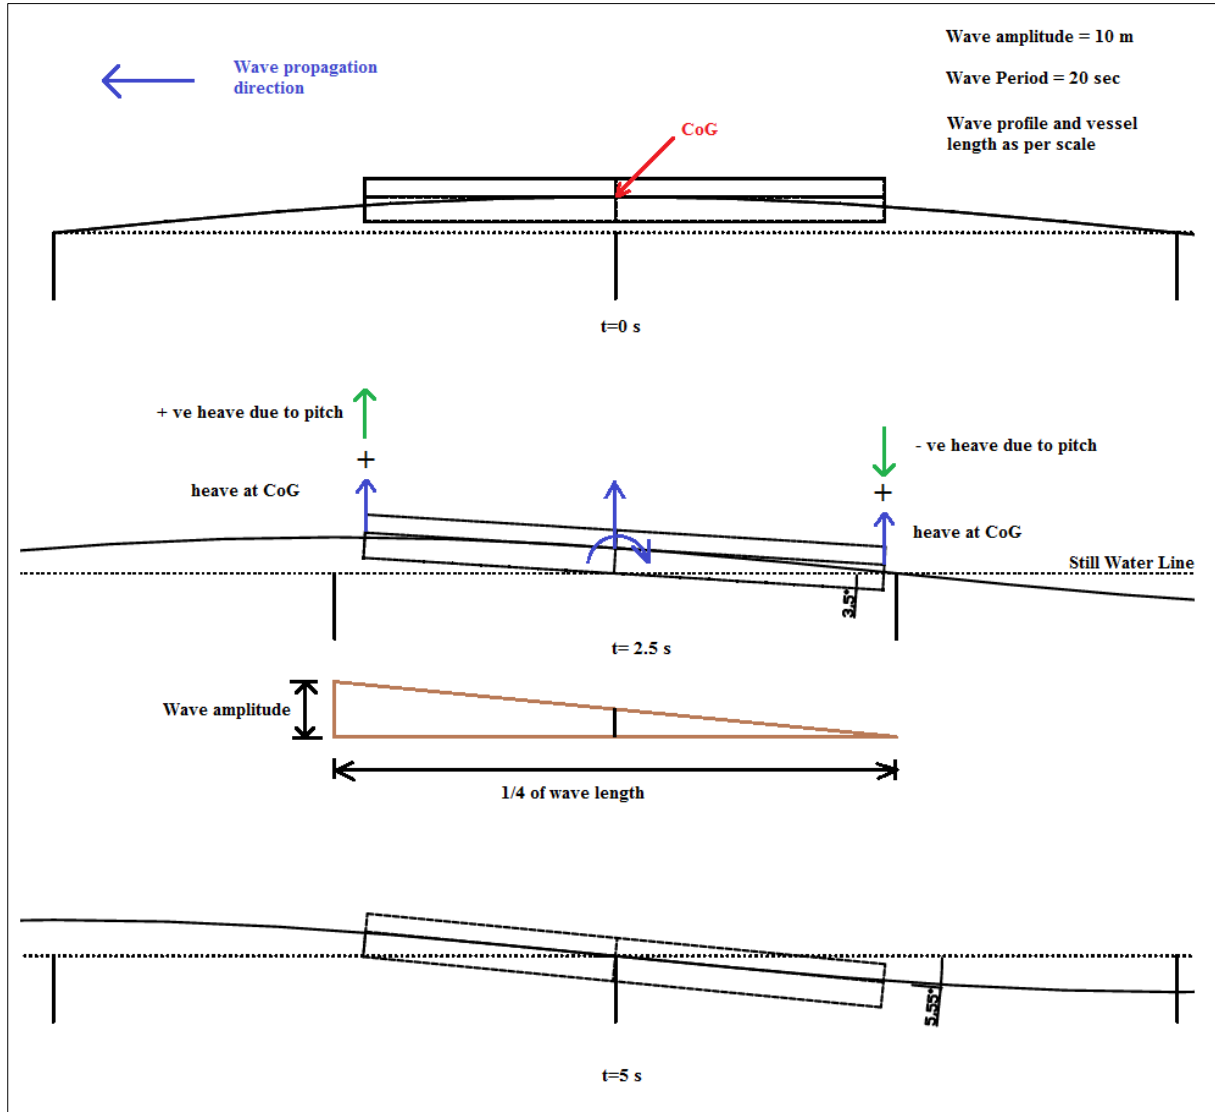 Wave amplitude = 10 m
Wave propagation
direction
Wave Period = 20 sec
Wave profile and vessel
length as per scale
CoG
t=0 s
+ ve heave due to pitch
- ve heave due to pitch
+
+
heave at CoG
heave at CoG
Still Water Line
3.5°
t= 2.5 s
Wave amplitude
1/4 of wave length
5.55°
t=5 s